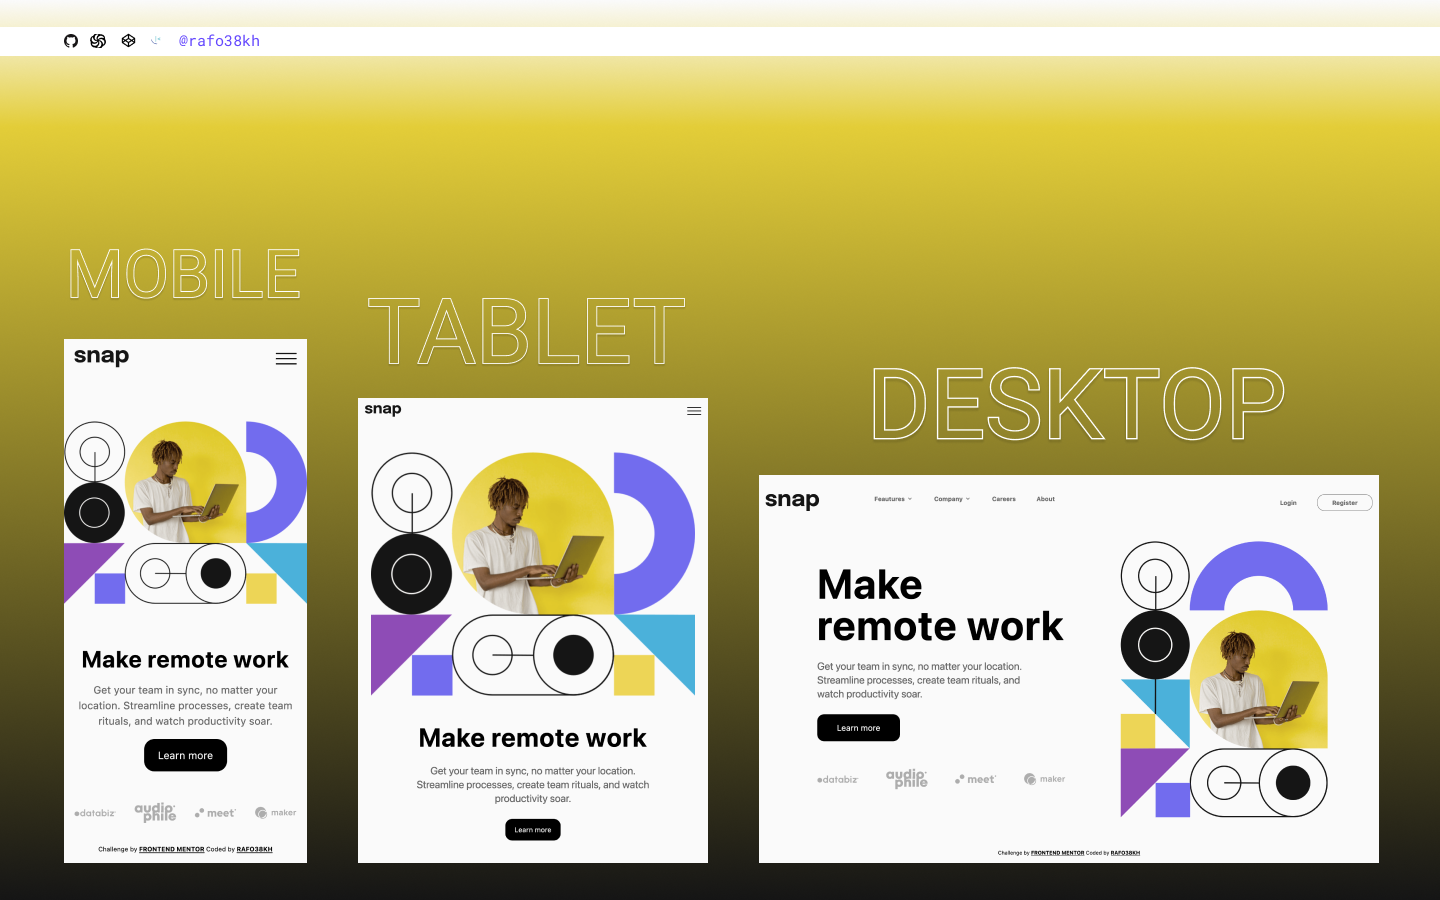 @rafo38kh
MOBILE
snap
Make remote work
Get your team in sync, no matter your
location. Streamline processes, create team
rituals, and watch productivity soar.
Learn more
databiz
audiophile
meet
maker
Challenge by FRONTEND MENTOR Coded by RAFO38KH
TABLET
snap
Make remote work
Get your team in sync, no matter your location.
Streamline processes, create team rituals, and watch
productivity soar.
Learn more
DESKTOP
snap Feautures Company Careers About Login Register
Make
remote work
Get your team in sync, no matter your location.
Streamline processes, create team rituals, and
watch productivity soar.
Learn more
databiz
audiophile
meet
maker
Challenge by FRONTEND MENTOR Coded by RAFO38KH